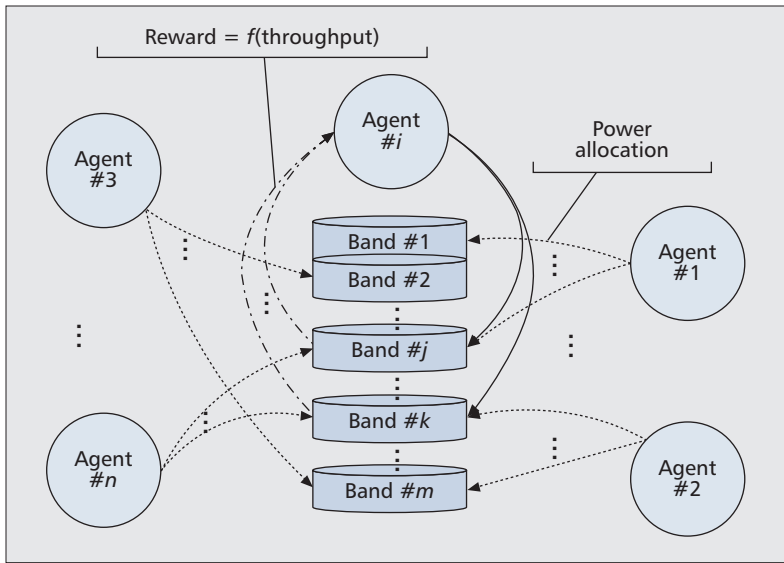 Reward = f(throughput)
Agent
#i
Power
allocation
Agent
#3
Band #1
Band #2
Agent
#1
Band #j
Band #k
Agent
#n
Agent
#2
Band #m